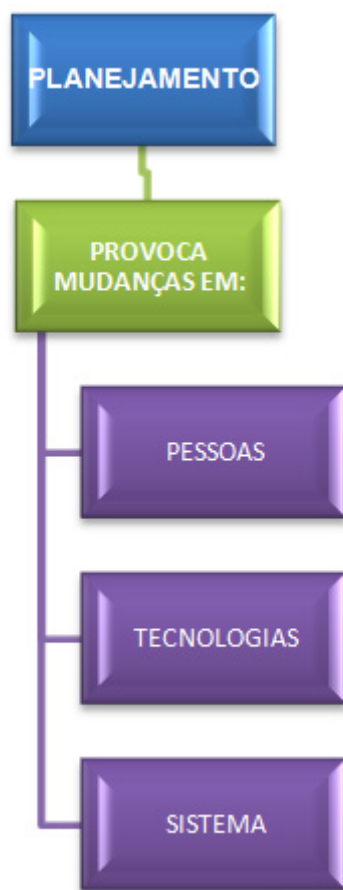 PLANEJAMENTO
PROVOCA
MUDANÇAS EM:
PESSOAS
TECNOLOGIAS
SISTEMA